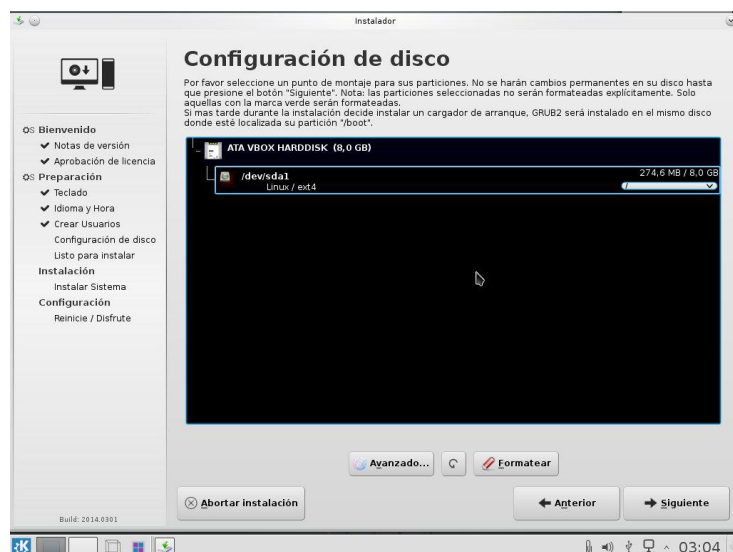 Instalador
Configuración de disco
Por favor seleccione un punto de montaje para sus particiones. No se harán cambios permanentes en su disco hasta
que presione el botón "Siguiente". Nota: las particiones seleccionadas no serán formateadas explícitamente. Solo
aquellas con la marca verde serán formateadas.
Si mas tarde durante la instalación decide instalar un cargador de arranque, GRUB2 será instalado en el mismo disco
donde esté localizada su partición "/boot".
Bienvenido
Notas de versión
Aprobación de licencia
Preparación
Teclado
Idioma y Hora
Crear Usuarios
Configuración de disco
Listo para instalar
Instalación
Instalar Sistema
Configuración
Reinicie / Disfrute
Build: 2014.0301
ATA VBOX HARDDISK (8,0 GB)
/dev/sda1
Linux / ext4
274,6 MB / 8,0 GB
/
Avanzado...
Formatear
Abortar instalación
Anterior
Siguiente
03:04